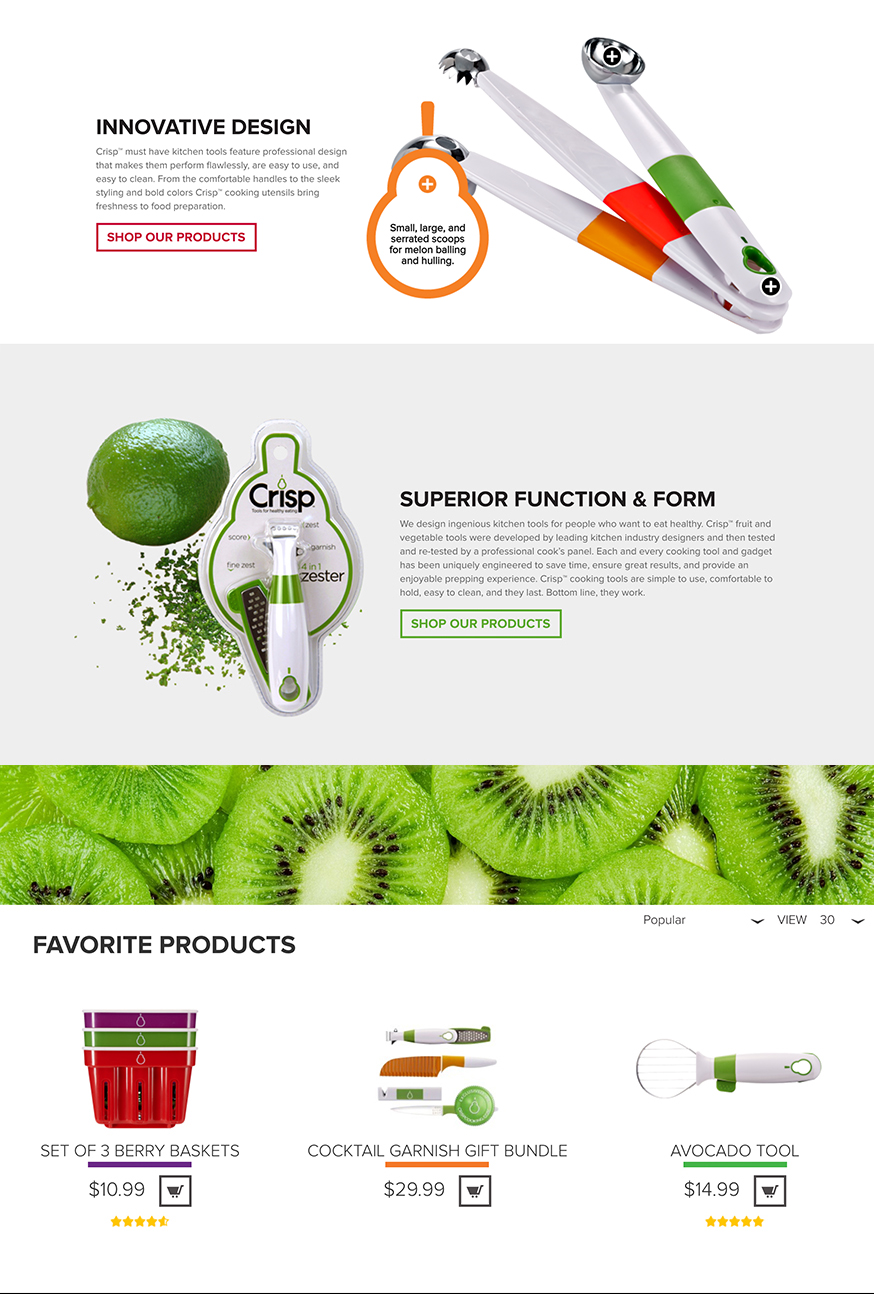 INNOVATIVE DESIGN
Crisp™ must have kitchen tools feature professional design
that makes them perform flawlessly, are easy to use, and
easy to clean. From the comfortable handles to the sleek
styling and bold colors Crisp™ cooking utensils bring
freshness to food preparation.
SHOP OUR PRODUCTS
Small, large, and
serrated scoops
for melon balling
and hulling.
Crisp
Tools for healthy eating
zest
score
garnish
fine zest
4 in 1
zester
SUPERIOR FUNCTION & FORM
We design ingenious kitchen tools for people who want to eat healthy. Crisp™ fruit and
vegetable tools were developed by leading kitchen industry designers and then tested
and re-tested by a professional cook's panel. Each and every cooking tool and gadget
has been uniquely engineered to save time, ensure great results, and provide an
enjoyable prepping experience. Crisp™ cooking tools are simple to use, comfortable to
hold, easy to clean, and they last. Bottom line, they work.
SHOP OUR PRODUCTS
Popular VIEW 30
FAVORITE PRODUCTS
SET OF 3 BERRY BASKETS
$10.99
COCKTAIL GARNISH GIFT BUNDLE
$29.99
AVOCADO TOOL
$14.99